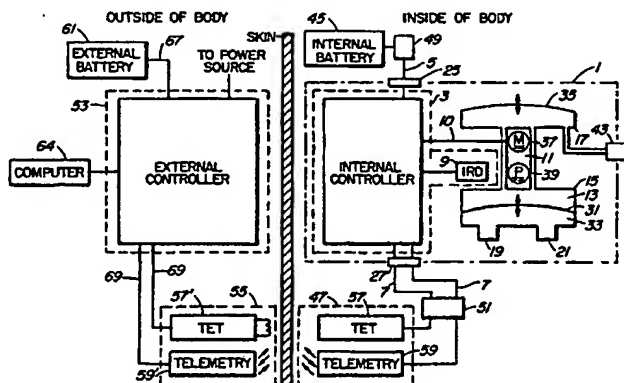 OUTSIDE OF BODY
INSIDE OF BODY
SKIN
61
67
EXTERNAL BATTERY
TO POWER SOURCE
53
EXTERNAL CONTROLLER
COMPUTER
64
69
69
57'
55
TET
TELEMETRY
59'
45
INTERNAL BATTERY
49
5
25
1
3
35
10
M
37
17
43
11
INTERNAL CONTROLLER
9
IRD
P
39
15
13
31
33
19
21
27
7
7
47
57
51
TET
TELEMETRY
59